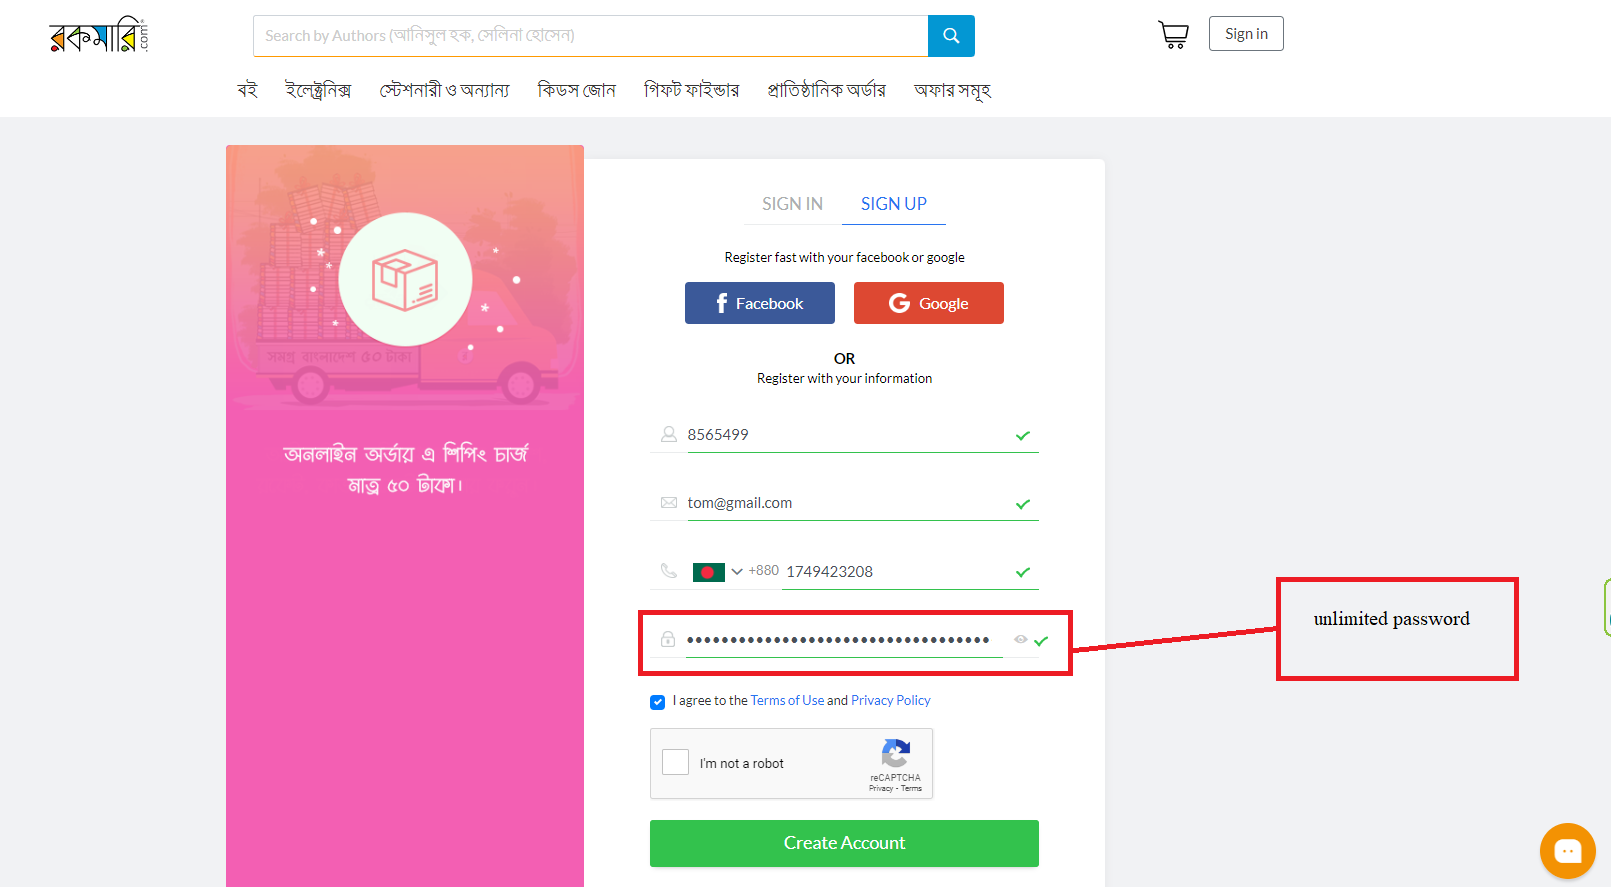 রকমারি.com
Search by Authors (আনিসুল হক, সেলিনা হোসেন)
Sign in
বই ইলেক্ট্রনিক্স স্টেশনারী ও অন্যান্য কিডস জোন গিফট ফাইন্ডার প্রাতিষ্ঠানিক অর্ডার অফার সমূহ
সমগ্র বাংলাদেশ ৫০ টাকা
অনলাইন অর্ডার এ শিপিং চার্জ
মাত্র ৫০ টাকা।
SIGN IN SIGN UP
Register fast with your facebook or google
Facebook Google
OR
Register with your information
8565499
tom@gmail.com
+880 1749423208
unlimited password
I agree to the Terms of Use and Privacy Policy
I'm not a robot
reCAPTCHA
Privacy - Terms
Create Account